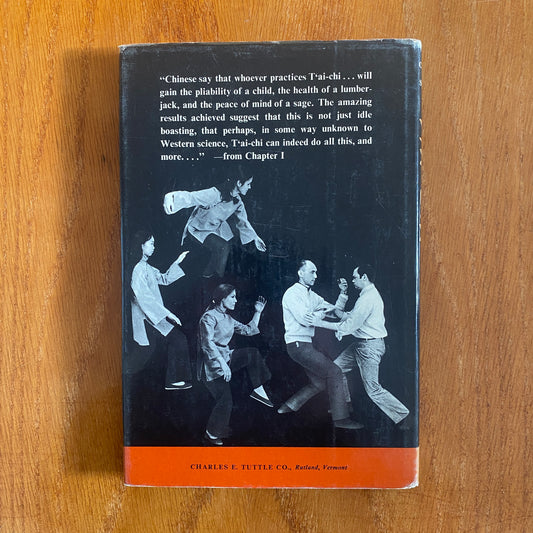 “Chinese say that whoever practices T‘ai-chi . . . will
gain the pliability of a child, the health of a lumber-
jack, and the peace of mind of a sage. The amazing
results achieved suggest that this is not just idle
boasting, that perhaps, in some way unknown to
Western science, T‘ai-chi can indeed do all this, and
more. . . .” —from Chapter I
CHARLES E. TUTTLE CO., Rutland, Vermont